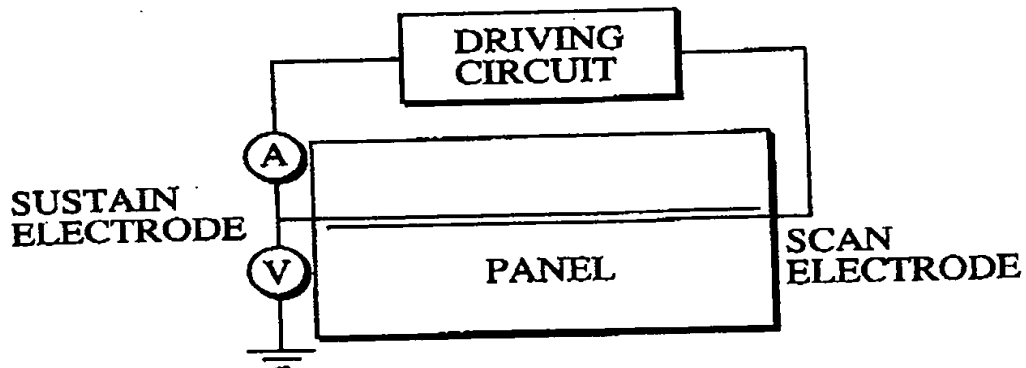 DRIVING
CIRCUIT
A
SUSTAIN
ELECTRODE
V
PANEL
SCAN
ELECTRODE